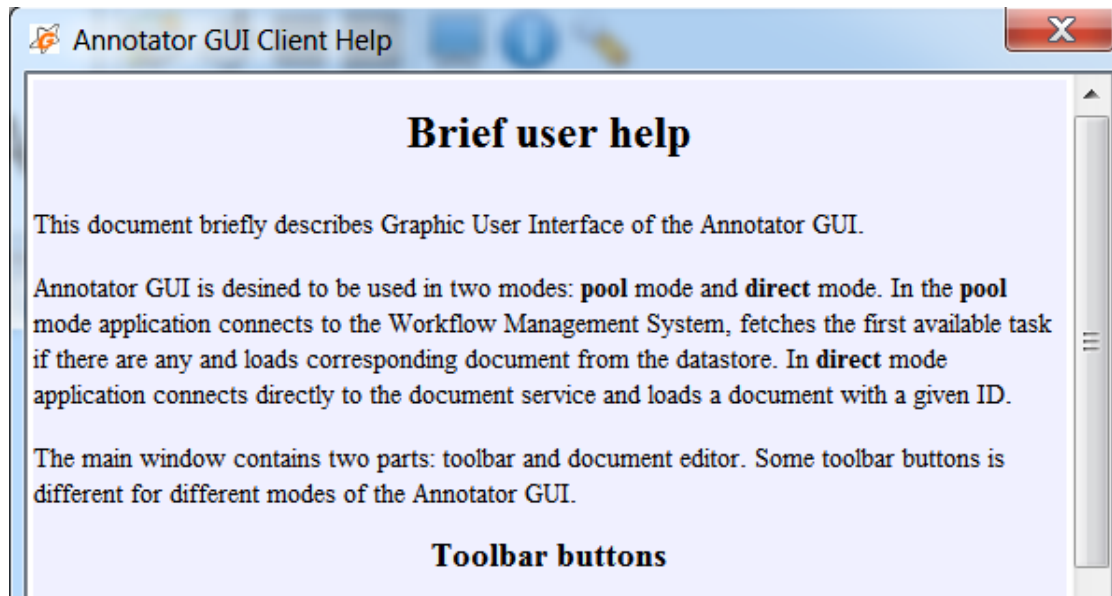 Annotator GUI Client Help
Brief user help
This document briefly describes Graphic User Interface of the Annotator GUI.
Annotator GUI is desined to be used in two modes: pool mode and direct mode. In the pool
mode application connects to the Workflow Management System, fetches the first available task
if there are any and loads corresponding document from the datastore. In direct mode
application connects directly to the document service and loads a document with a given ID.
The main window contains two parts: toolbar and document editor. Some toolbar buttons is
different for different modes of the Annotator GUI.
Toolbar buttons